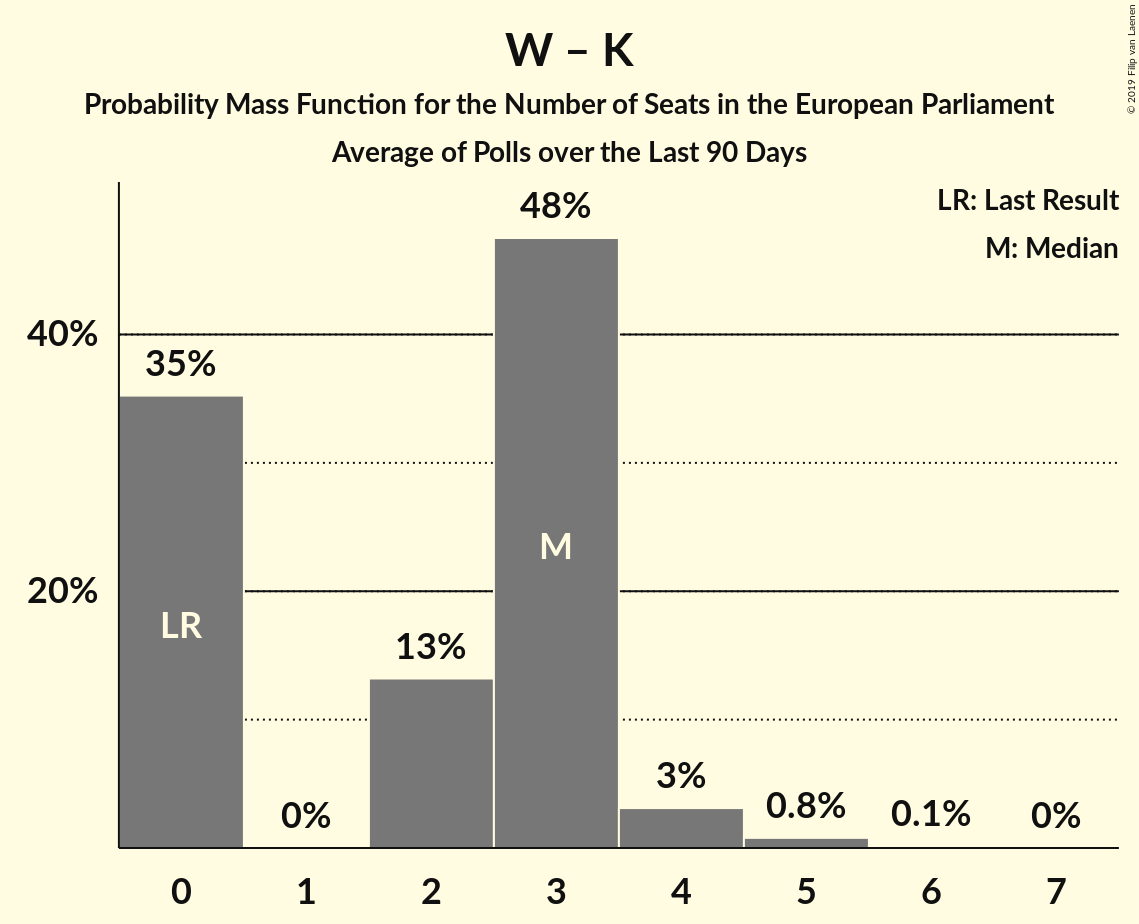 W – K
Probability Mass Function for the Number of Seats in the European Parliament
Average of Polls over the Last 90 Days
© 2019 Filip van Laenen
LR: Last Result
M: Median
48%
40%
35%
M
20%
LR
13%
3%
0.8%
0.1%
0%
0%
0 1 2 3 4 5 6 7